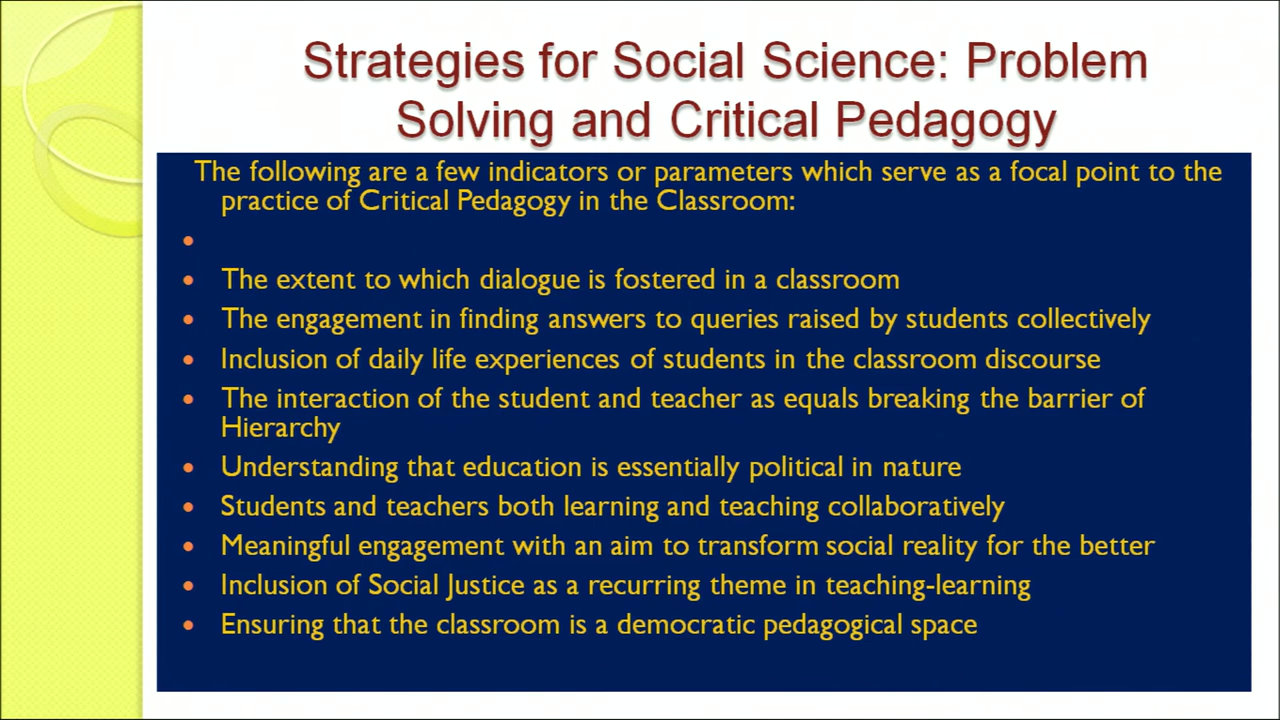 Strategies for Social Science: Problem
Solving and Critical Pedagogy
The following are a few indicators or parameters which serve as a focal point to the
practice of Critical Pedagogy in the Classroom:
•
• The extent to which dialogue is fostered in a classroom
• The engagement in finding answers to queries raised by students collectively
• Inclusion of daily life experiences of students in the classroom discourse
• The interaction of the student and teacher as equals breaking the barrier of
Hierarchy
• Understanding that education is essentially political in nature
• Students and teachers both learning and teaching collaboratively
• Meaningful engagement with an aim to transform social reality for the better
• Inclusion of Social Justice as a recurring theme in teaching-learning
• Ensuring that the classroom is a democratic pedagogical space